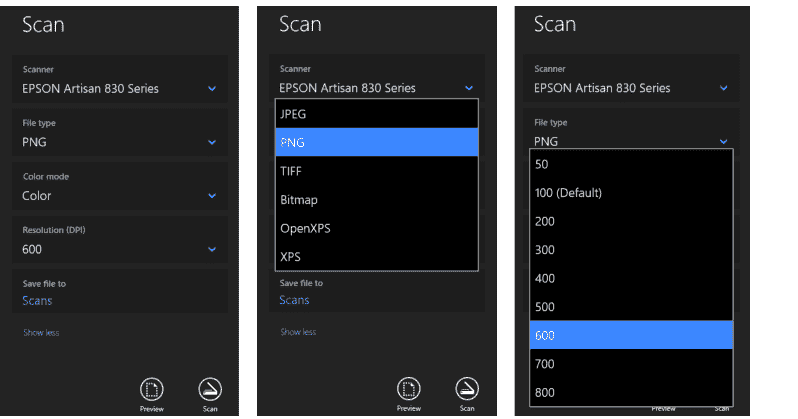 Scan
Scanner
EPSON Artisan 830 Series
File type
PNG
Color mode
Color
Resolution (DPI)
600
Save file to
Scans
Show less
Preview
Scan
Scan
Scanner
EPSON Artisan 830 Series
JPEG
PNG
TIFF
Bitmap
OpenXPS
XPS
Save file to
Scans
Show less
Preview
Scan
Scan
Scanner
EPSON Artisan 830 Series
File type
PNG
50
100 (Default)
200
300
400
500
600
700
800
Preview
Scan